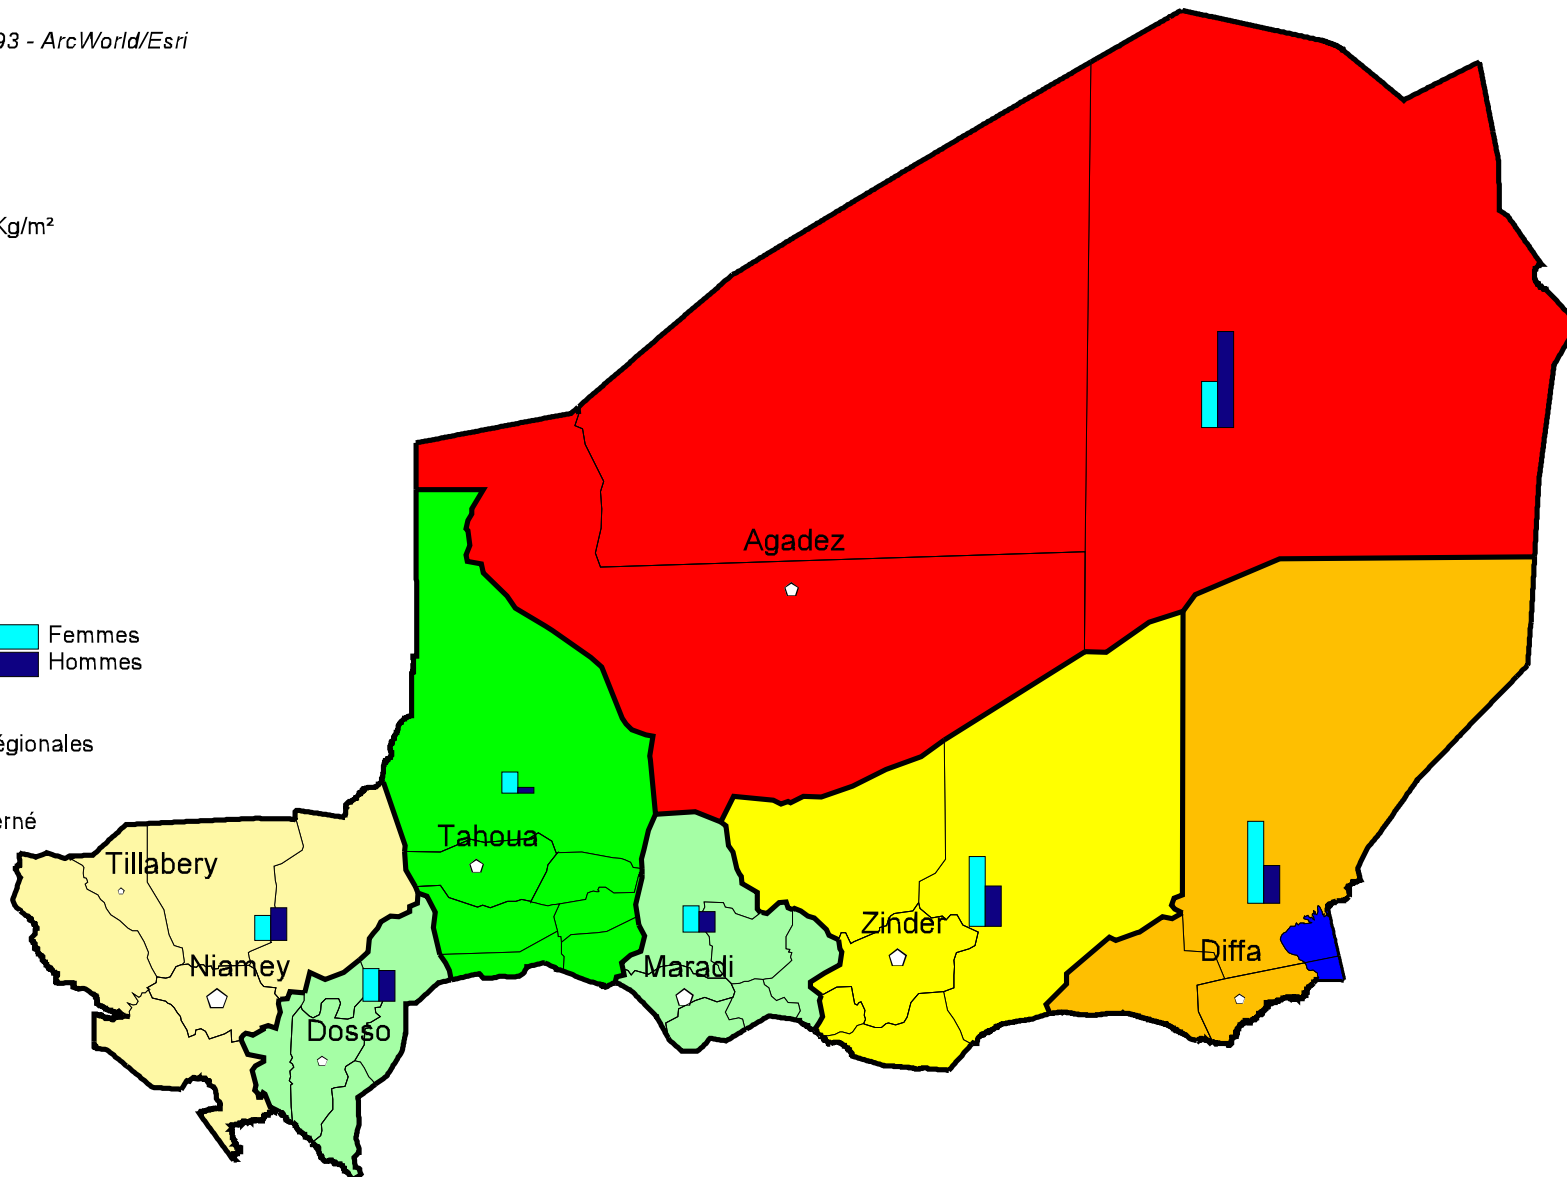 93 - ArcWorld/Esri
Kg/m²
Agadez
Femmes
Hommes
égionales
erné
Tahoua
Tillabery
Zinder
Diffa
Niamey
Maradi
Dosso